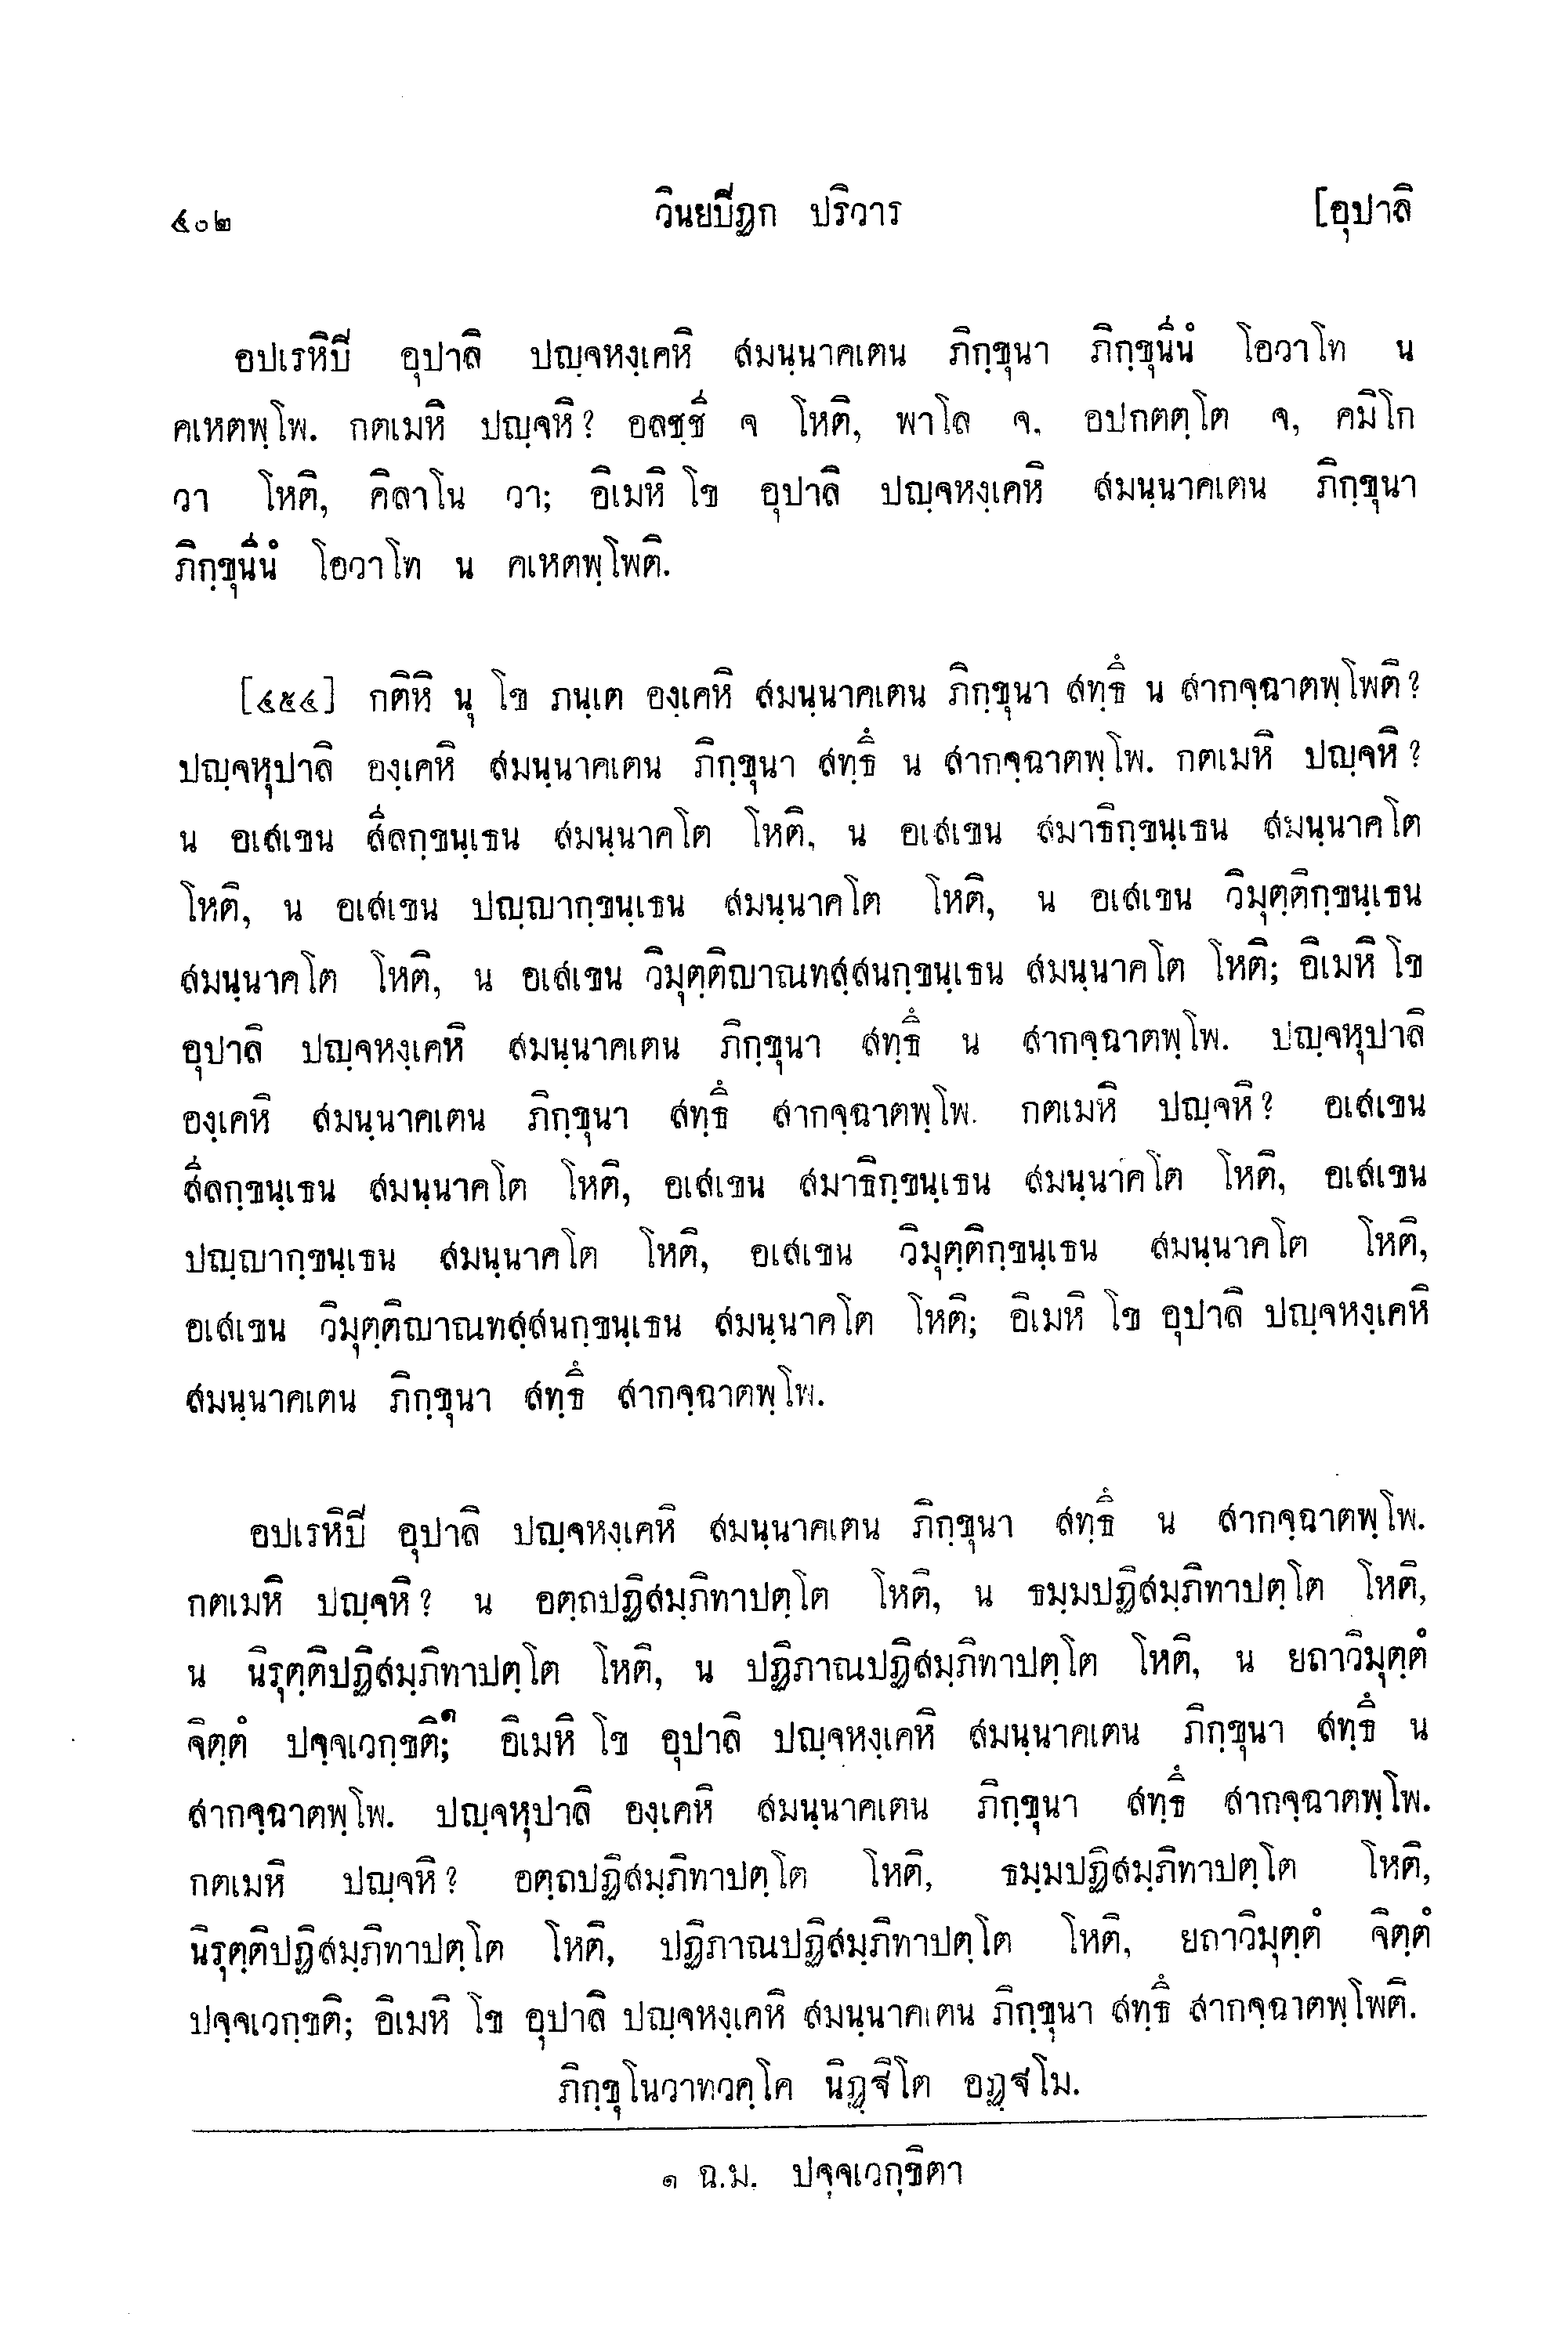 ๕๐๒ วินยปิฏก ปริวาร [อุปาลิ
อปเรหิปิ อุปาลิ ปญฺจหงฺเคหิ สมนฺนาคเตน ภิกฺขุนา ภิกฺขุนีนํ โอวาโท น
คเหตพฺโพ. กตเมหิ ปญฺจหิ? อลชฺชี จ โหติ, พาโล จ, อปกตตฺโต จ, คมิโก
วา โหติ, คิลาโน วา; อิเมหิ โข อุปาลิ ปญฺจหงฺเคหิ สมนฺนาคเตน ภิกฺขุนา
ภิกฺขุนีนํ โอวาโท น คเหตพฺโพติ.
[๔๕๔] กติหิ นุ โข ภนฺเต องฺเคหิ สมนฺนาคเตน ภิกฺขุนา สทฺธึ น สากจฺฉาตพฺโพติ?
ปญฺจหุปาลิ องฺเคหิ สมนฺนาคเตน ภิกฺขุนา สทฺธึ น สากจฺฉาตพฺโพ. กตเมหิ ปญฺจหิ?
น อเสเขน สีลกฺขนฺเธน สมนฺนาคโต โหติ, น อเสเขน สมาธิกฺขนฺเธน สมนฺนาคโต
โหติ, น อเสเขน ปญฺญากฺขนฺเธน สมนฺนาคโต โหติ, น อเสเขน วิมุตฺติกฺขนฺเธน
สมนฺนาคโต โหติ, น อเสเขน วิมุตฺติญาณทสฺสนกฺขนฺเธน สมนฺนาคโต โหติ; อิเมหิ โข
อุปาลิ ปญฺจหงฺเคหิ สมนฺนาคเตน ภิกฺขุนา สทฺธึ น สากจฺฉาตพฺโพ. ปญฺจหุปาลิ
องฺเคหิ สมนฺนาคเตน ภิกฺขุนา สทฺธึ สากจฺฉาตพฺโพ. กตเมหิ ปญฺจหิ? อเสเขน
สีลกฺขนฺเธน สมนฺนาคโต โหติ, อเสเขน สมาธิกฺขนฺเธน สมนฺนาคโต โหติ, อเสเขน
ปญฺญากฺขนฺเธน สมนฺนาคโต โหติ, อเสเขน วิมุตฺติกฺขนฺเธน สมนฺนาคโต โหติ,
อเสเขน วิมุตฺติญาณทสฺสนกฺขนฺเธน สมนฺนาคโต โหติ; อิเมหิ โข อุปาลิ ปญฺจหงฺเคหิ
สมนฺนาคเตน ภิกฺขุนา สทฺธึ สากจฺฉาตพฺโพ.
อปเรหิปิ อุปาลิ ปญฺจหงฺเคหิ สมนฺนาคเตน ภิกฺขุนา สทฺธึ น สากจฺฉาตพฺโพ.
กตเมหิ ปญฺจหิ? น อตฺถปฏิสมฺภิทาปตฺโต โหติ, น ธมฺมปฏิสมฺภิทาปตฺโต โหติ,
น นิรุตฺติปฏิสมฺภิทาปตฺโต โหติ, น ปฏิภาณปฏิสมฺภิทาปตฺโต โหติ, น ยถาวิมุตฺตํ
จิตฺตํ ปจฺจเวกฺขติ;๑ อิเมหิ โข อุปาลิ ปญฺจหงฺเคหิ สมนฺนาคเตน ภิกฺขุนา สทฺธึ น
สากจฺฉาตพฺโพ. ปญฺจหุปาลิ องฺเคหิ สมนฺนาคเตน ภิกฺขุนา สทฺธึ สากจฺฉาตพฺโพ.
กตเมหิ ปญฺจหิ? อตฺถปฏิสมฺภิทาปตฺโต โหติ, ธมฺมปฏิสมฺภิทาปตฺโต โหติ,
นิรุตฺติปฏิสมฺภิทาปตฺโต โหติ, ปฏิภาณปฏิสมฺภิทาปตฺโต โหติ, ยถาวิมุตฺตํ จิตฺตํ
ปจฺจเวกฺขติ; อิเมหิ โข อุปาลิ ปญฺจหงฺเคหิ สมนฺนาคเตน ภิกฺขุนา สทฺธึ สากจฺฉาตพฺโพติ.
ภิกฺขุโนวาทวคฺโค นิฏฺฐิโต อฏฺฐโม.
๑ ฉ.ม. ปจฺจเวกฺขิตา